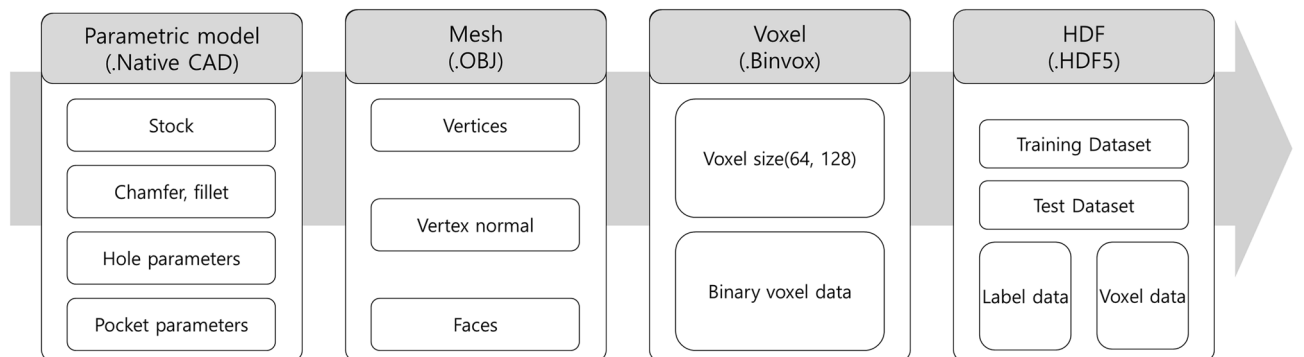 Parametric model
(.Native CAD)
Stock
Chamfer, fillet
Hole parameters
Pocket parameters
Mesh
(.OBJ)
Vertices
Vertex normal
Faces
Voxel
(.Binvox)
Voxel size(64, 128)
Binary voxel data
HDF
(.HDF5)
Training Dataset
Test Dataset
Label data
Voxel data